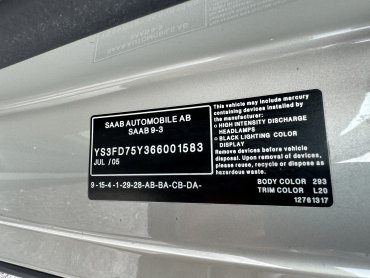 SAAB AUTOMOBILE AB
SAAB 9-3
YS3FD75Y366001583
JUL / 05
9-15-4-1-29-28-AB-BA-CB-DA-
This vehicle may include mercury
containing devices installed by
the manufacturer:
○ HIGH INTENSITY DISCHARGE
HEADLAMPS
○ BLACK LIGHTING COLOR
DISPLAY
Remove devices before vehicle
disposal. Upon removal of devices,
please reuse, recycle or dispose as
hazardous waste.
BODY COLOR 293
TRIM COLOR L20
12761317